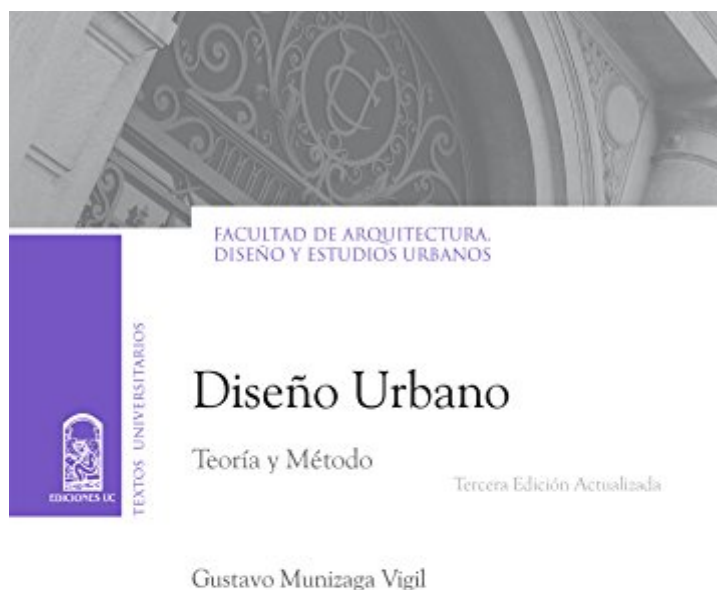 FACULTAD DE ARQUITECTURA,
DISEÑO Y ESTUDIOS URBANOS
TEXTOS UNIVERSITARIOS
Diseño Urbano
Teoría y Método
Tercera Edición Actualizada
EDICIONES UC
Gustavo Munizaga Vigil